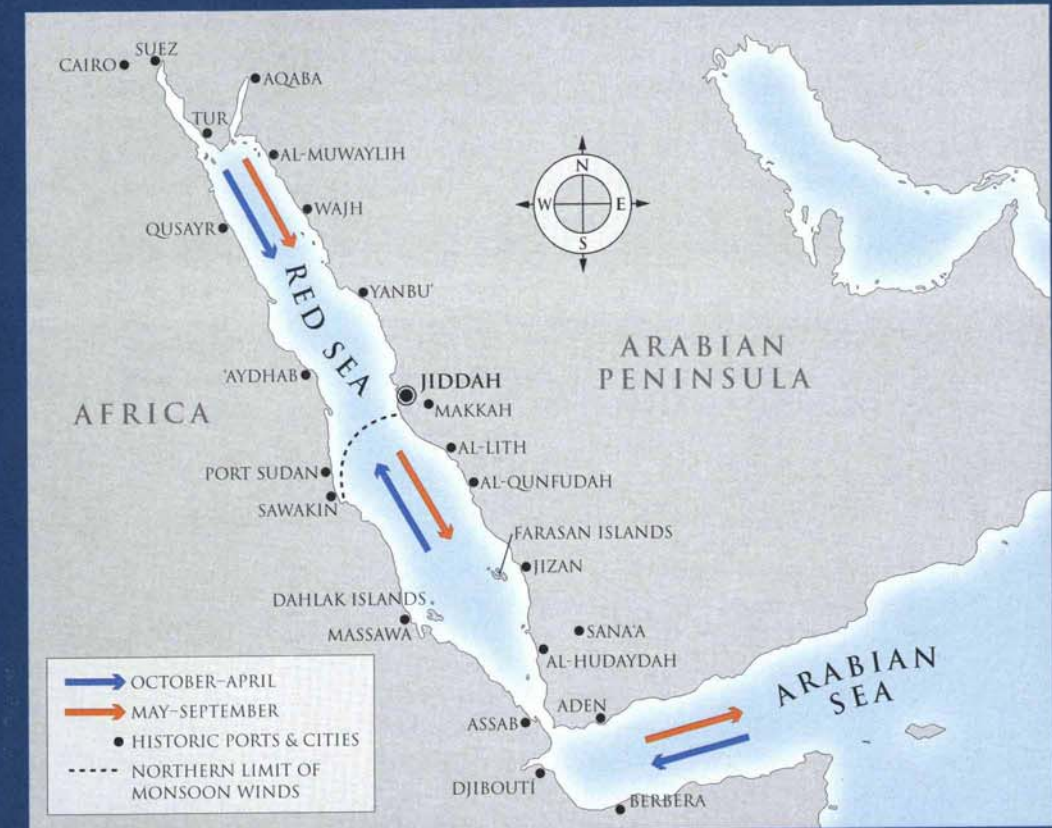 SUEZ
CAIRO
AQABA
TUR
AL-MUWAYLIH
N
W E
S
WAJH
QUSAYR
RED SEA
YANBU'
ARABIAN
PENINSULA
'AYDHAB
JIDDAH
MAKKAH
AFRICA
AL-LITH
PORT SUDAN
AL-QUNFUDAH
SAWAKIN
FARASAN ISLANDS
JIZAN
DAHLAK ISLANDS
MASSAWA
SANA'A
AL-HUDAYDAH
ARABIAN
SEA
ADEN
ASSAB
DJIBOUTI
BERBERA
OCTOBER–APRIL
MAY–SEPTEMBER
HISTORIC PORTS & CITIES
NORTHERN LIMIT OF
MONSOON WINDS